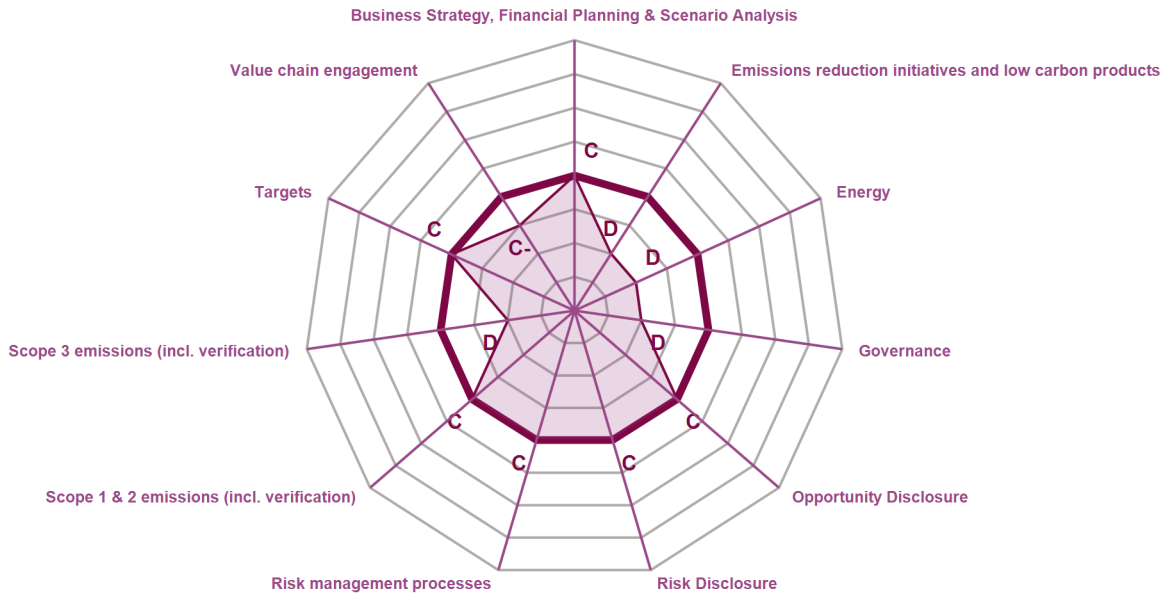 Business Strategy, Financial Planning & Scenario Analysis
Value chain engagement
Emissions reduction initiatives and low carbon products
C
Targets
Energy
C
D
C-
D
Scope 3 emissions (incl. verification)
D
D
Governance
C
C
C
C
Scope 1 & 2 emissions (incl. verification)
Opportunity Disclosure
Risk management processes
Risk Disclosure